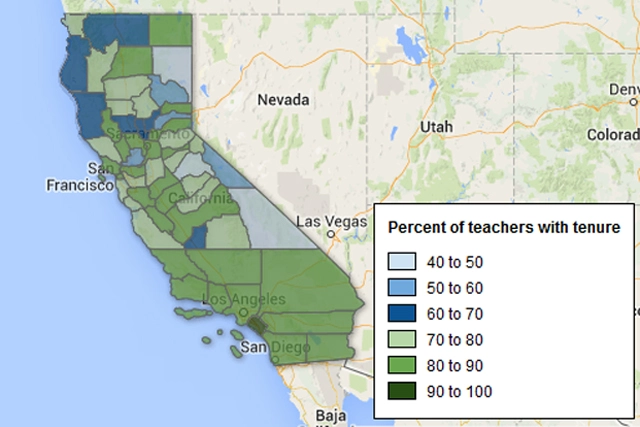 Nevada
Utah
Denv
Colorad
Sacramento
San
Francisco
California
Las Vegas
Los Angeles
San Diego
Baja
Percent of teachers with tenure
40 to 50
50 to 60
60 to 70
70 to 80
80 to 90
90 to 100